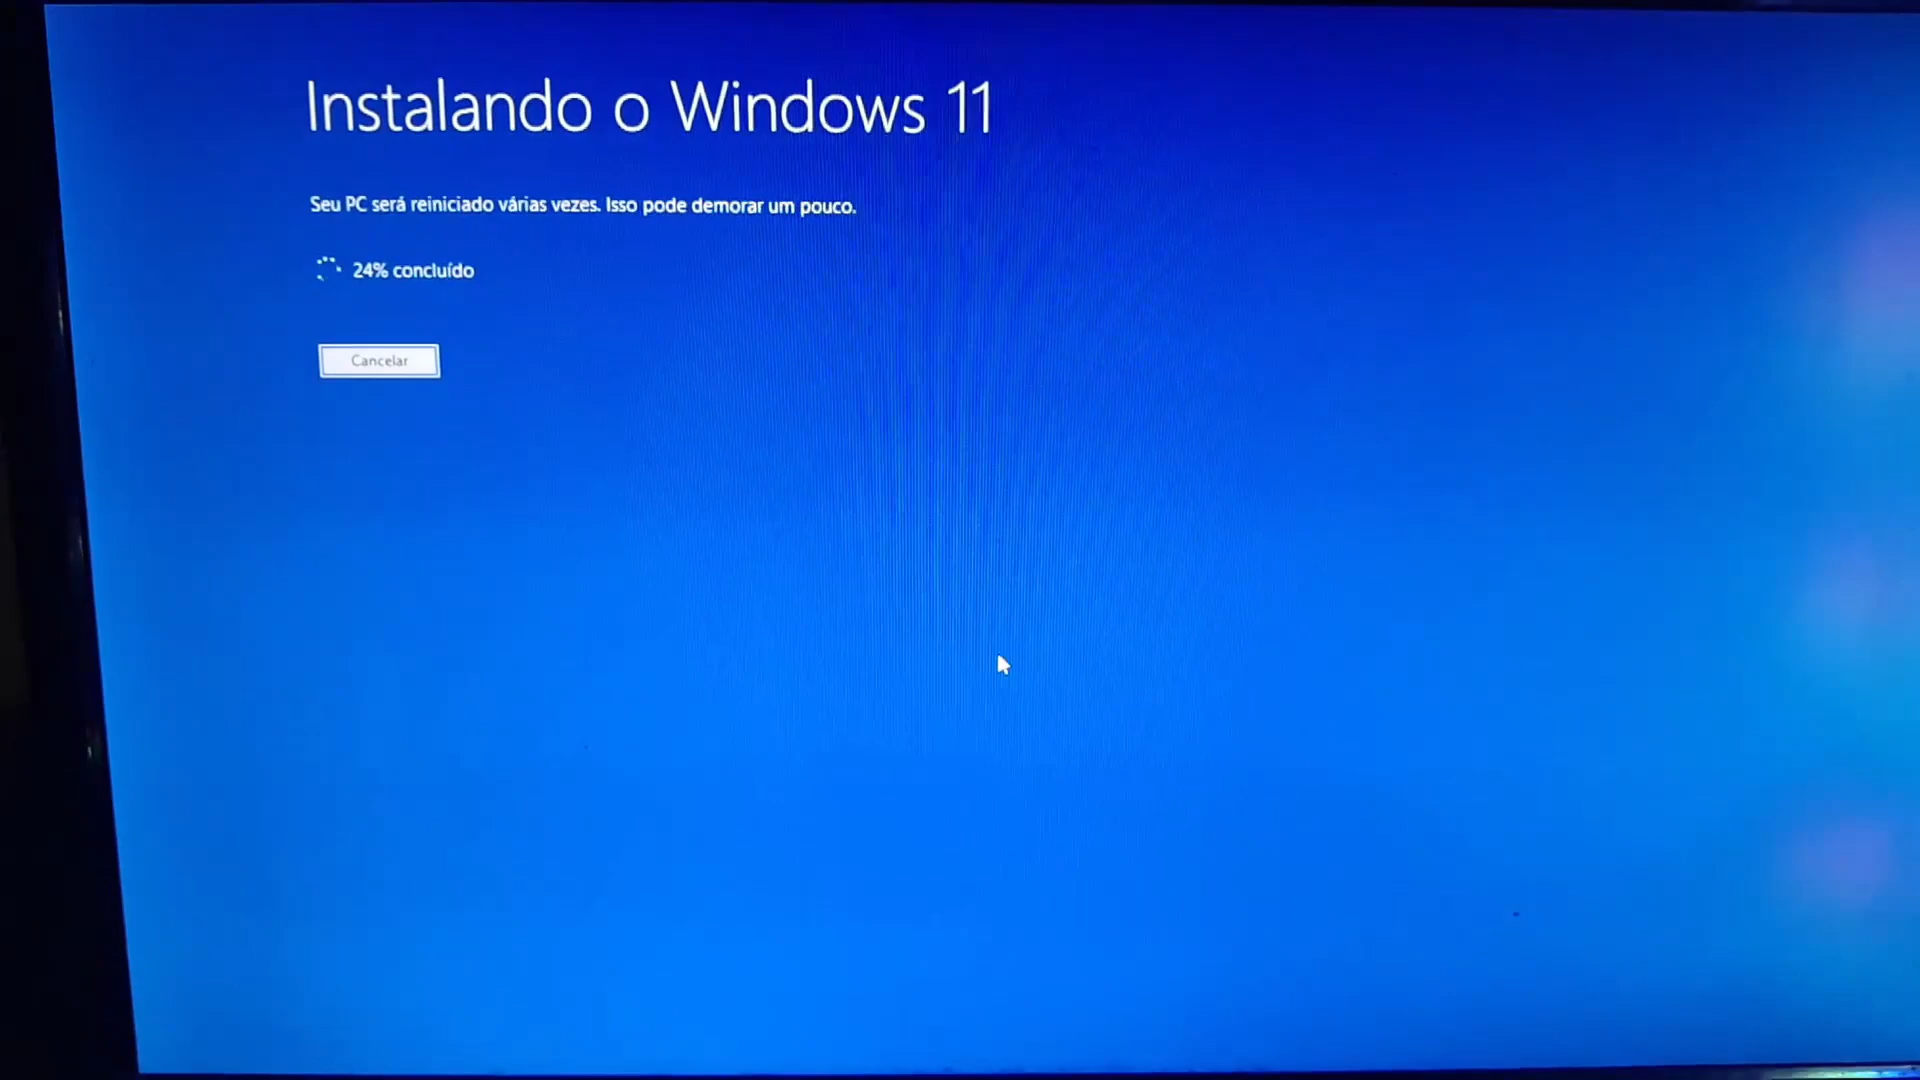 Instalando o Windows 11
Seu PC será reiniciado várias vezes. Isso pode demorar um pouco.
24% concluído
Cancelar